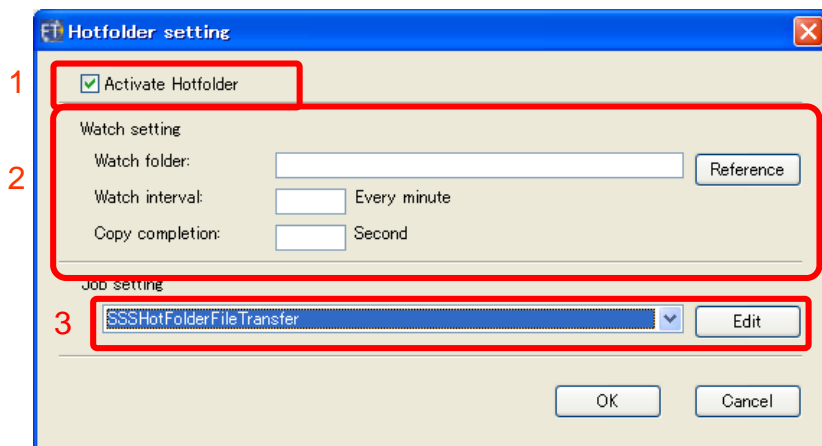 Hotfolder setting
1
Activate Hotfolder
Watch setting
2
Watch folder:
Reference
Watch interval:
Every minute
Copy completion:
Second
Job setting
3
SSSHotFolderFileTransfer
Edit
OK
Cancel